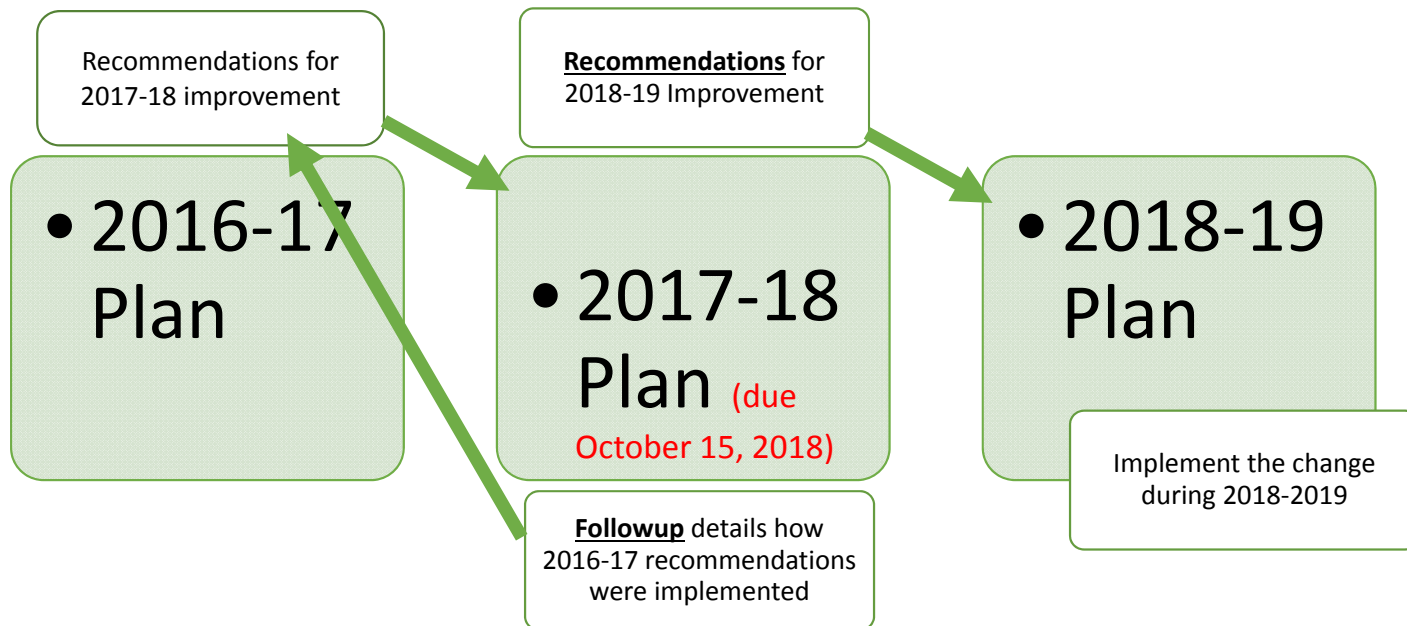 Recommendations for
2017-18 improvement
Recommendations for
2018-19 Improvement
• 2016-17
Plan
• 2017-18
Plan (due
October 15, 2018)
• 2018-19
Plan
Followup details how
2016-17 recommendations
were implemented
Implement the change
during 2018-2019